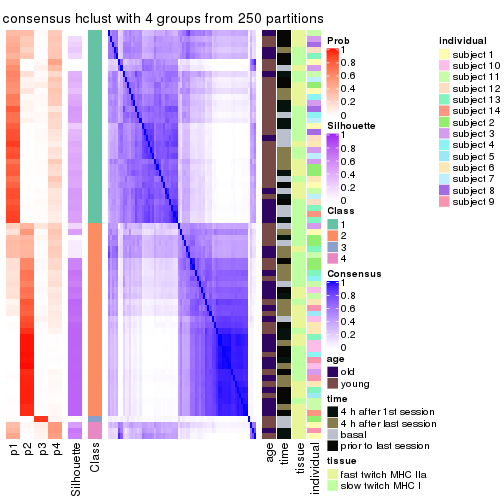 consensus hclust with 4 groups from 250 partitions
Prob
1
0.8
0.6
0.4
0.2
0
Silhouette
1
0.8
0.6
0.4
0.2
0
Class
1
2
3
4
Consensus
1
0.8
0.6
0.4
0.2
0
age
old
young
time
4 h after 1st session
4 h after last session
basal
prior to last session
tissue
fast twitch MHC IIa
slow twitch MHC I
individual
subject 1
subject 10
subject 11
subject 12
subject 13
subject 14
subject 2
subject 3
subject 4
subject 5
subject 6
subject 7
subject 8
subject 9
p1
p2
p3
p4
Silhouette
Class
age
time
tissue
individual